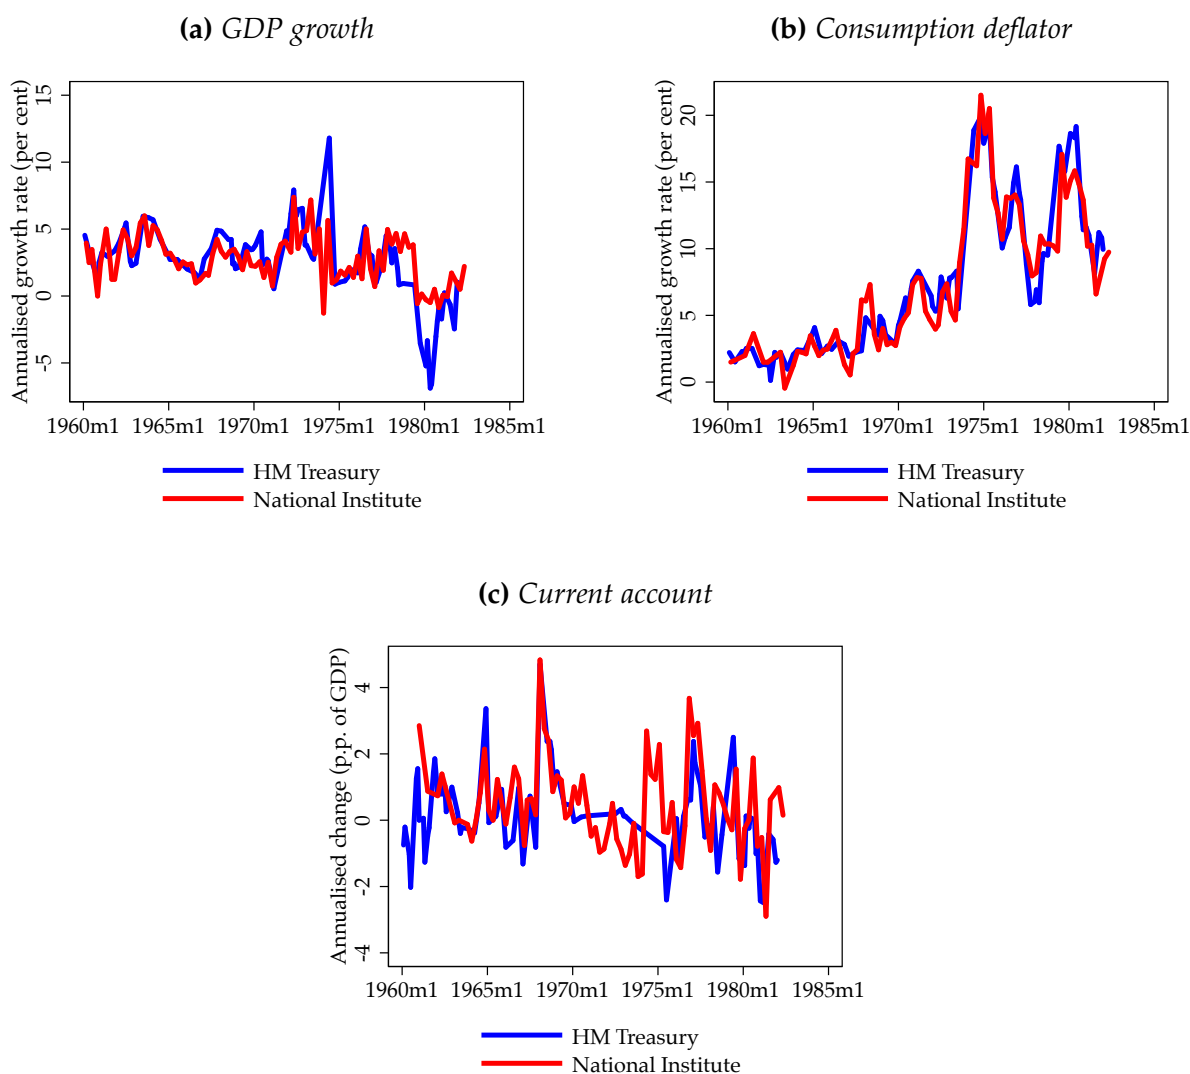 (a) GDP growth
Annualised growth rate (per cent)
15
10
5
0
-5
1960m1 1965m1 1970m1 1975m1 1980m1 1985m1
HM Treasury
National Institute
(b) Consumption deflator
Annualised growth rate (per cent)
20
15
10
5
0
1960m1 1965m1 1970m1 1975m1 1980m1 1985m1
HM Treasury
National Institute
(c) Current account
Annualised change (p.p. of GDP)
4
2
0
-2
-4
1960m1 1965m1 1970m1 1975m1 1980m1 1985m1
HM Treasury
National Institute